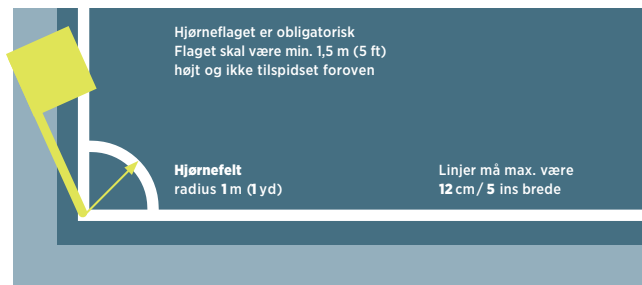 Hjørneflaget er obligatorisk
Flaget skal være min. 1,5 m (5 ft)
højt og ikke tilspidset foroven
Hjørnefelt
radius 1 m (1 yd)
Linjer må max. være
12 cm / 5 ins brede